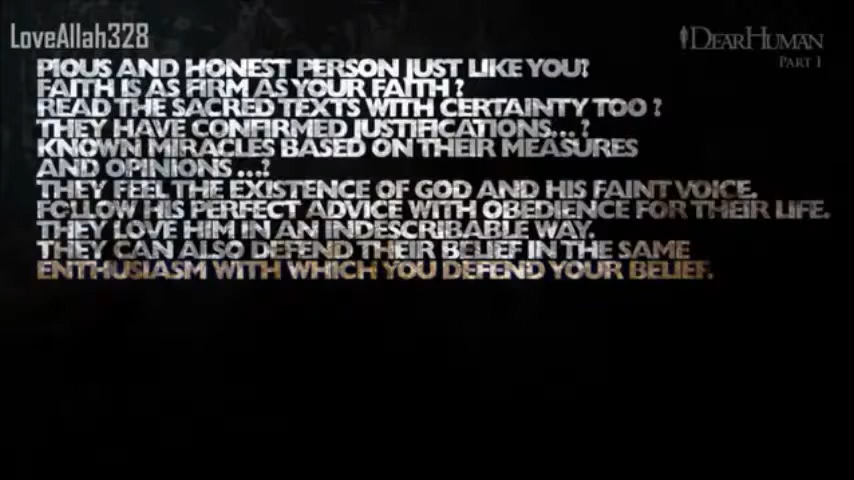 LoveAllah328
DEAR HUMAN
PART 1
PIOUS AND HONEST PERSON JUST LIKE YOU?
FAITH IS AS FIRM AS YOUR FAITH ?
READ THE SACRED TEXTS WITH CERTAINTY TOO ?
THEY HAVE CONFIRMED JUSTIFICATIONS... ?
KNOWN MIRACLES BASED ON THEIR MEASURES
AND OPINIONS ...?
THEY FEEL THE EXISTENCE OF GOD AND HIS FAINT VOICE.
FOLLOW HIS PERFECT ADVICE WITH OBEDIENCE FOR THEIR LIFE.
THEY LOVE HIM IN AN INDESCRIBABLE WAY.
THEY CAN ALSO DEFEND THEIR BELIEF IN THE SAME
ENTHUSIASM WITH WHICH YOU DEFEND YOUR BELIEF.